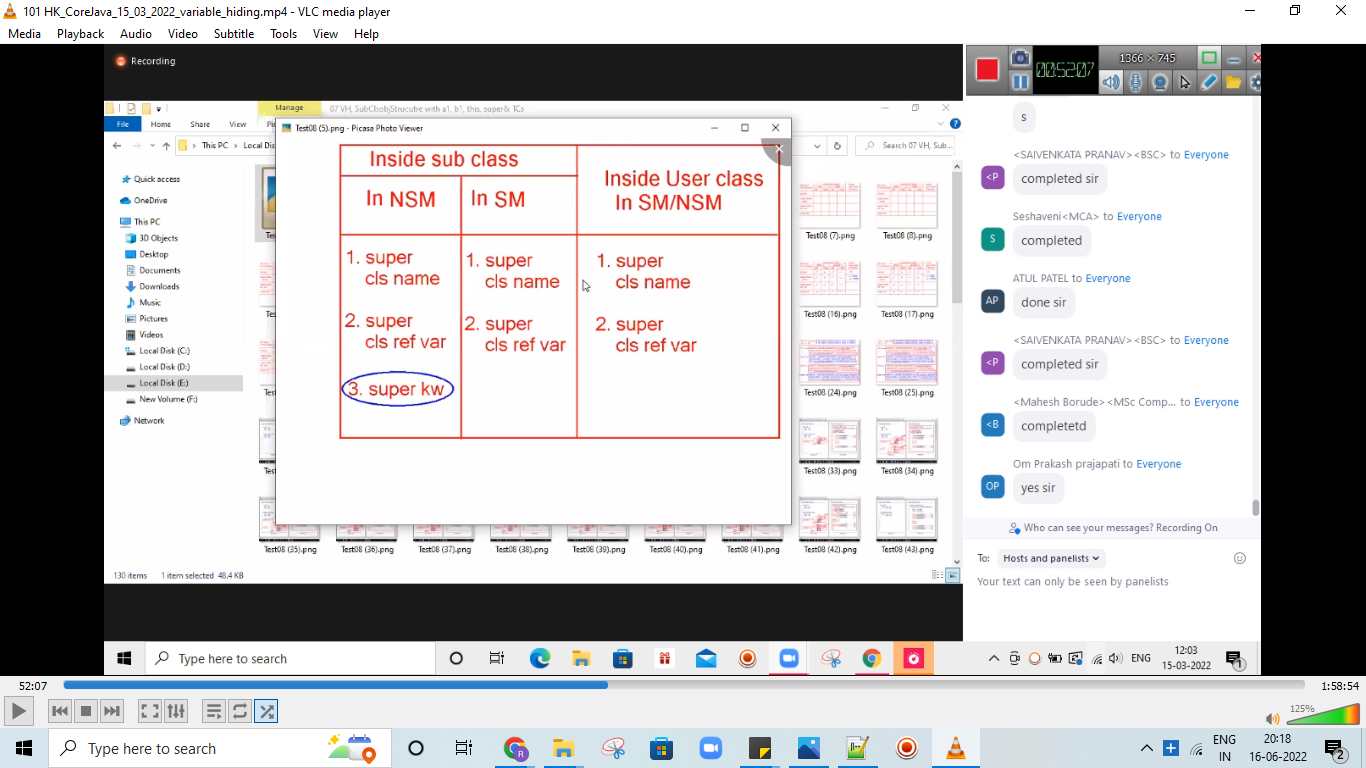 101 HK_CoreJava_15_03_2022_variable_hiding.mp4 - VLC media player
Media Playback Audio Video Subtitle Tools View Help
Recording
00:52:07
1366 × 745
Manage
07 VH, SubClsobjStrucutre with a1, b1, this, super& TCs
File Home Share View
This PC
Local Dis
Search 07 VH, Sub...
Quick access
OneDrive
This PC
3D Objects
Desktop
Documents
Downloads
Music
Pictures
Videos
Local Disk (C:)
Local Disk (D:)
Local Disk (E:)
New Volume (F:)
Network
Test08 (5).png - Picasa Photo Viewer
Inside sub class
Inside User class
In SM/NSM
In NSM
In SM
1. super
cls name
2. super
cls ref var
3. super kw
1. super
cls name
2. super
cls ref var
1. super
cls name
2. super
cls ref var
Test08 (7).png Test08 (8).png
Test08 (16).png Test08 (17).png
Test08 (24).png Test08 (25).png
Test08 (33).png Test08 (34).png
Test08 (35).png Test08 (36).png Test08 (37).png Test08 (38).png Test08 (39).png Test08 (40).png Test08 (41).png Test08 (42).png Test08 (43).png
130 items 1 item selected 48.4 KB
s
<SAIVENKATA PRANAV><BSC> to Everyone
<P
completed sir
Seshaveni<MCA> to Everyone
S
completed
ATUL PATEL to Everyone
AP
done sir
<SAIVENKATA PRANAV><BSC> to Everyone
<P
completed sir
<Mahesh Borude> <MSc Comp... to Everyone
<B
completetd
Om Prakash prajapati to Everyone
OP
yes sir
Who can see your messages? Recording On
To: Hosts and panelists
Your text can only be seen by panelists
Type here to search
ENG
12:03
15-03-2022
1
52:07
1:58:54
125%
Type here to search
R
ENG
IN
20:18
16-06-2022
2